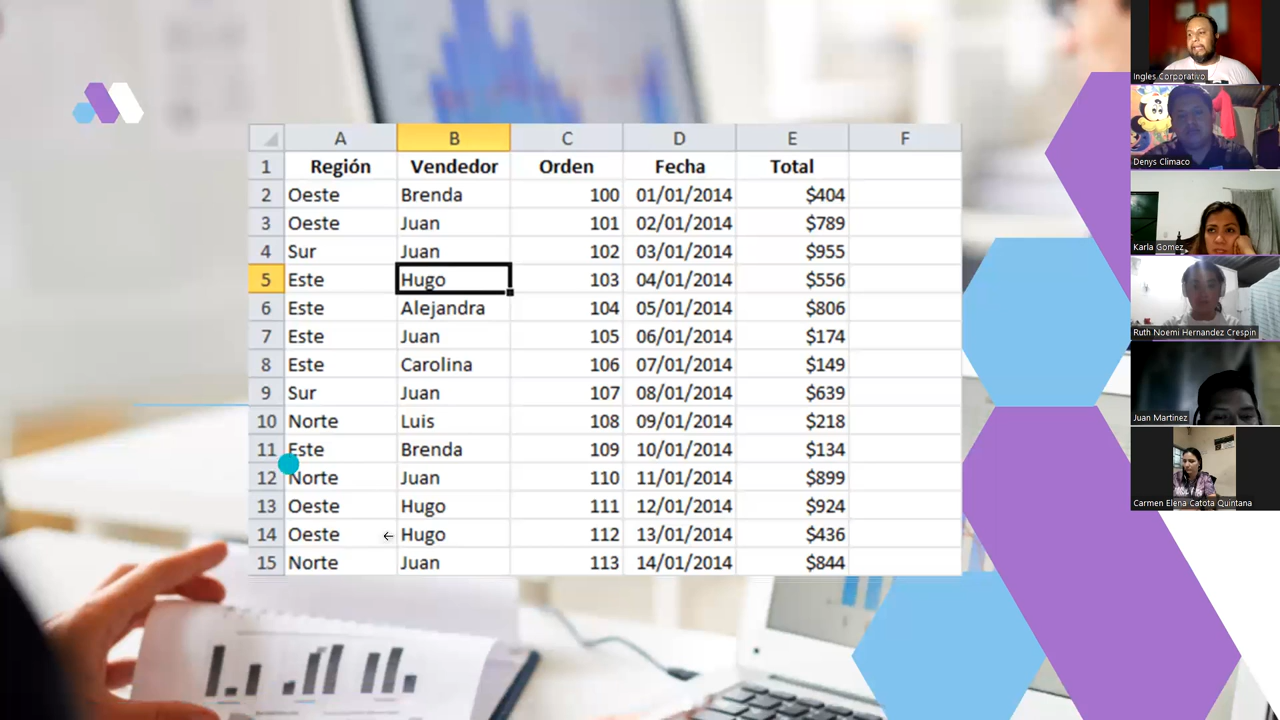 A B C D E F
1 Región Vendedor Orden Fecha Total
2 Oeste Brenda 100 01/01/2014 $404
3 Oeste Juan 101 02/01/2014 $789
4 Sur Juan 102 03/01/2014 $955
5 Este Hugo 103 04/01/2014 $556
6 Este Alejandra 104 05/01/2014 $806
7 Este Juan 105 06/01/2014 $174
8 Este Carolina 106 07/01/2014 $149
9 Sur Juan 107 08/01/2014 $639
10 Norte Luis 108 09/01/2014 $218
11 Este Brenda 109 10/01/2014 $134
12 Norte Juan 110 11/01/2014 $899
13 Oeste Hugo 111 12/01/2014 $924
14 Oeste Hugo 112 13/01/2014 $436
15 Norte Juan 113 14/01/2014 $844
Ingles Corporativo
Denys Climaco
Karla Gomez
Ruth Noemi Hernandez Crespin
Juan Martinez
Carmen Elena Catota Quintana